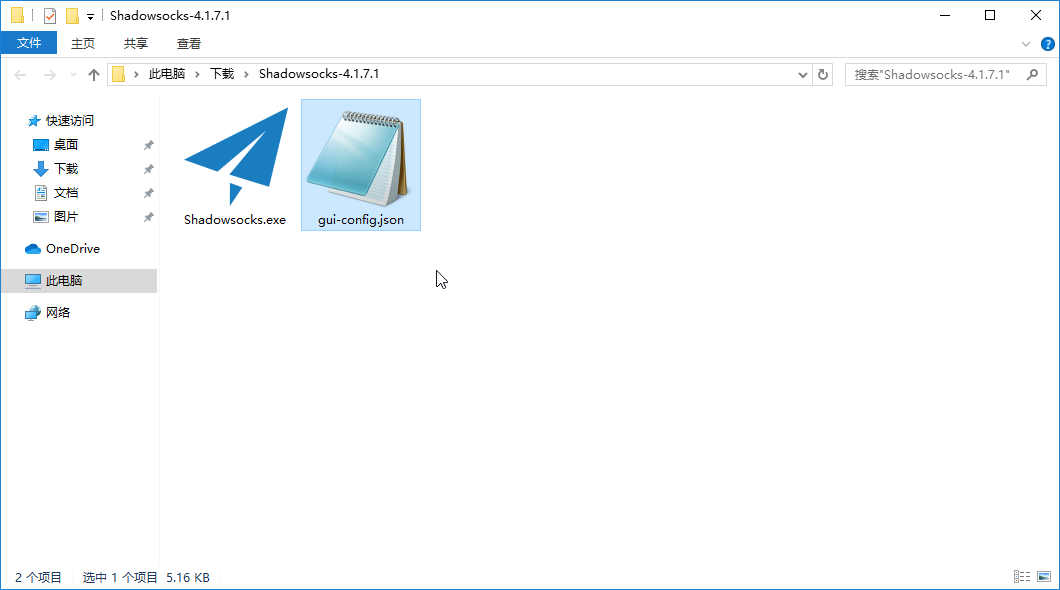 Shadowsocks-4.1.7.1
文件 主页 共享 查看
此电脑 下载 Shadowsocks-4.1.7.1
搜索"Shadowsocks-4.1.7.1"
快速访问
桌面
下载
文档
图片
OneDrive
此电脑
网络
Shadowsocks.exe
gui-config.json
2 个项目 选中 1 个项目 5.16 KB